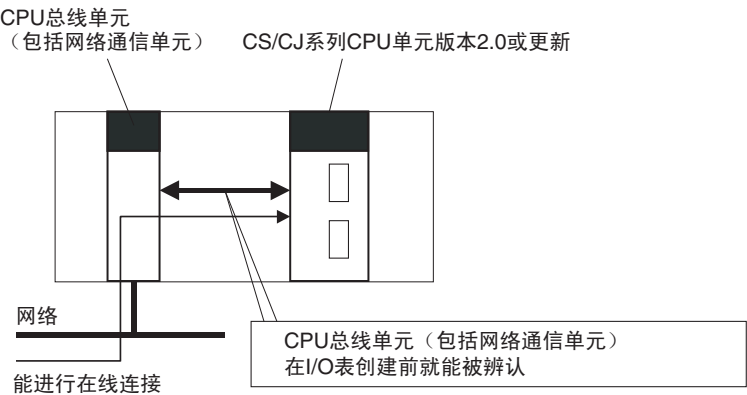 CPU总线单元
（包括网络通信单元）
CS/CJ系列CPU单元版本2.0或更新
网络
CPU总线单元（包括网络通信单元）
在I/O表创建前就能被辨认
能进行在线连接